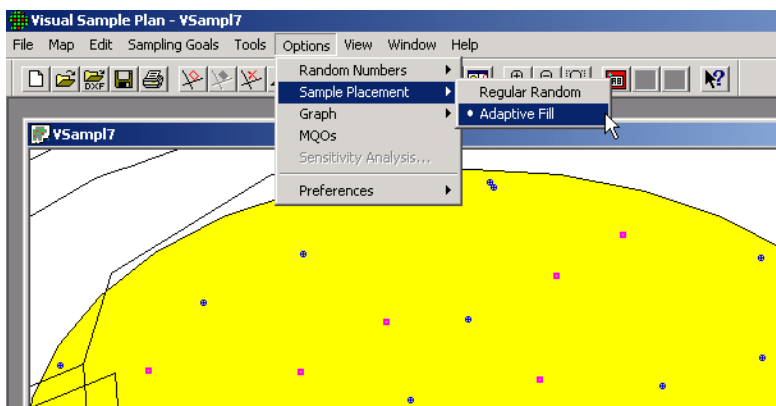 Visual Sample Plan - VSampl7
File Map Edit Sampling Goals Tools Options View Window Help
DXF
Random Numbers
Sample Placement
Regular Random
Graph
• Adaptive Fill
MQOs
VSampl7
Sensitivity Analysis...
Preferences